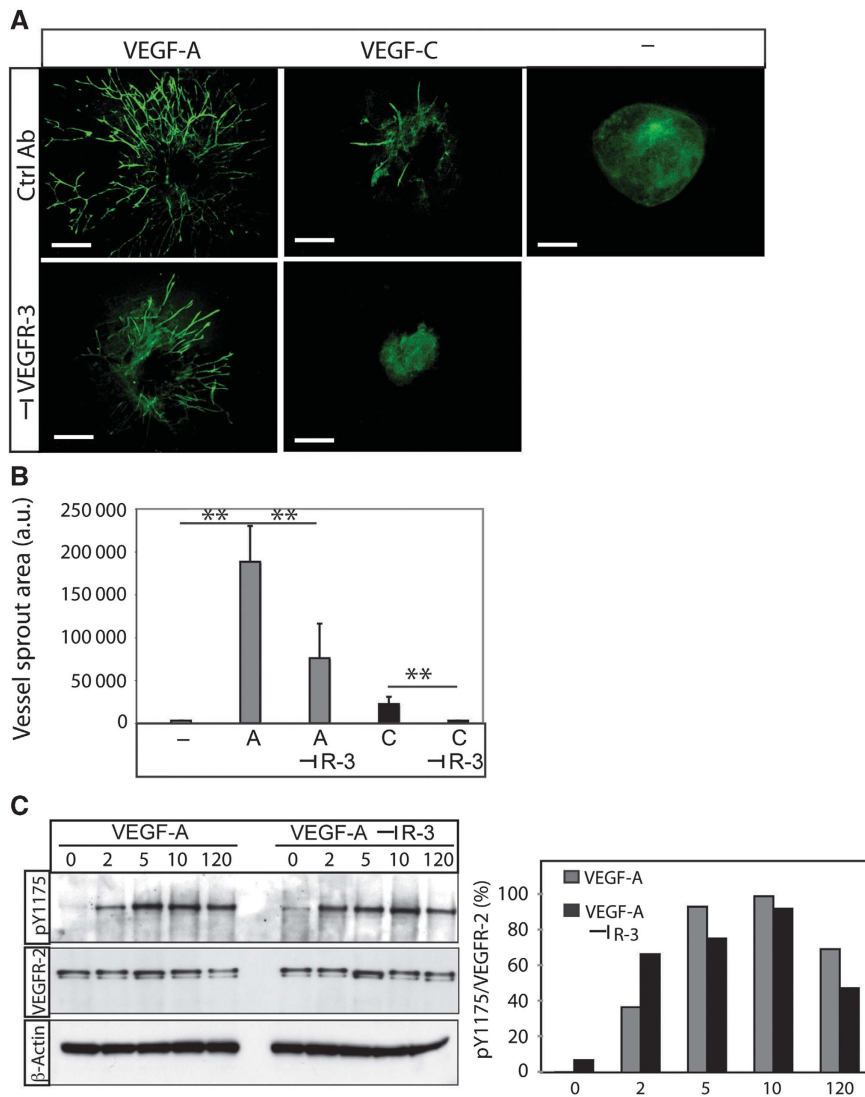 A
VEGF-A VEGF-C –
Ctrl Ab
⊣ VEGFR-3
B
Vessel sprout area (a.u.)
250 000
200 000
150 000
100 000
50 000
0
** **
**
– A A C C
⊣R-3 ⊣R-3
C
VEGF-A VEGF-A ⊣R-3
0 2 5 10 120 0 2 5 10 120
pY1175
VEGFR-2
β-Actin
pY1175/VEGFR-2 (%)
100
80
60
40
20
0
VEGF-A
VEGF-A
⊣R-3
0 2 5 10 120